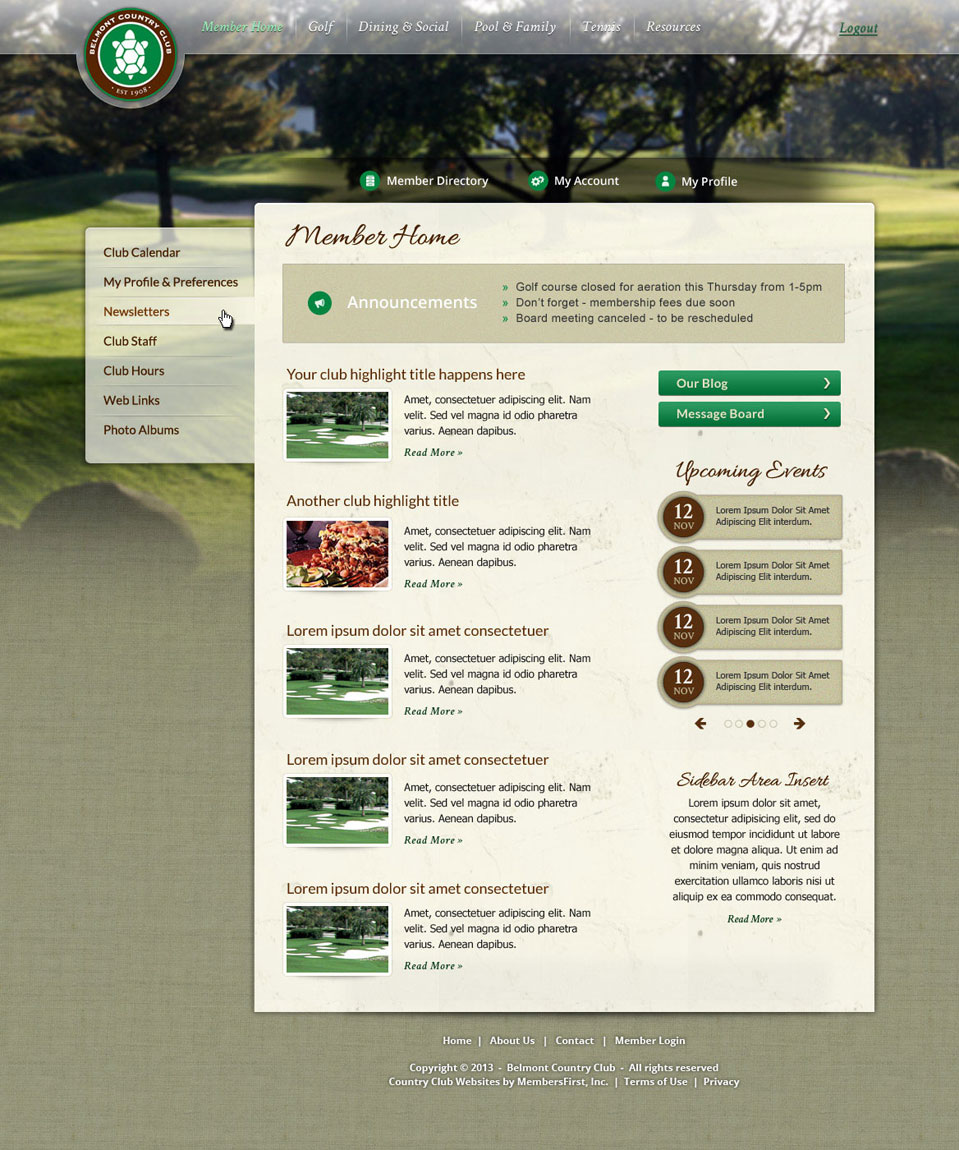 BELMONT COUNTRY CLUB
· EST 1908 ·
Member Home
Golf
Dining & Social
Pool & Family
Tennis
Resources
Logout
Member Directory
My Account
My Profile
Club Calendar
My Profile & Preferences
Newsletters
Club Staff
Club Hours
Web Links
Photo Albums
Member Home
Announcements
» Golf course closed for aeration this Thursday from 1-5pm
» Don't forget - membership fees due soon
» Board meeting canceled - to be rescheduled
Your club highlight title happens here
Amet, consectetuer adipiscing elit. Nam
velit. Sed vel magna id odio pharetra
varius. Aenean dapibus.
Read More »
Another club highlight title
Amet, consectetuer adipiscing elit. Nam
velit. Sed vel magna id odio pharetra
varius. Aenean dapibus.
Read More »
Lorem ipsum dolor sit amet consectetuer
Amet, consectetuer adipiscing elit. Nam
velit. Sed vel magna id odio pharetra
varius. Aenean dapibus.
Read More »
Lorem ipsum dolor sit amet consectetuer
Amet, consectetuer adipiscing elit. Nam
velit. Sed vel magna id odio pharetra
varius. Aenean dapibus.
Read More »
Lorem ipsum dolor sit amet consectetuer
Amet, consectetuer adipiscing elit. Nam
velit. Sed vel magna id odio pharetra
varius. Aenean dapibus.
Read More »
Our Blog
Message Board
Upcoming Events
12
NOV
Lorem Ipsum Dolor Sit Amet
Adipiscing Elit interdum.
12
NOV
Lorem Ipsum Dolor Sit Amet
Adipiscing Elit interdum.
12
NOV
Lorem Ipsum Dolor Sit Amet
Adipiscing Elit interdum.
12
NOV
Lorem Ipsum Dolor Sit Amet
Adipiscing Elit interdum.
Sidebar Area Insert
Lorem ipsum dolor sit amet,
consectetur adipisicing elit, sed do
eiusmod tempor incididunt ut labore
et dolore magna aliqua. Ut enim ad
minim veniam, quis nostrud
exercitation ullamco laboris nisi ut
aliquip ex ea commodo consequat.
Read More »
Home | About Us | Contact | Member Login
Copyright © 2013 - Belmont Country Club - All rights reserved
Country Club Websites by MembersFirst, Inc. | Terms of Use | Privacy